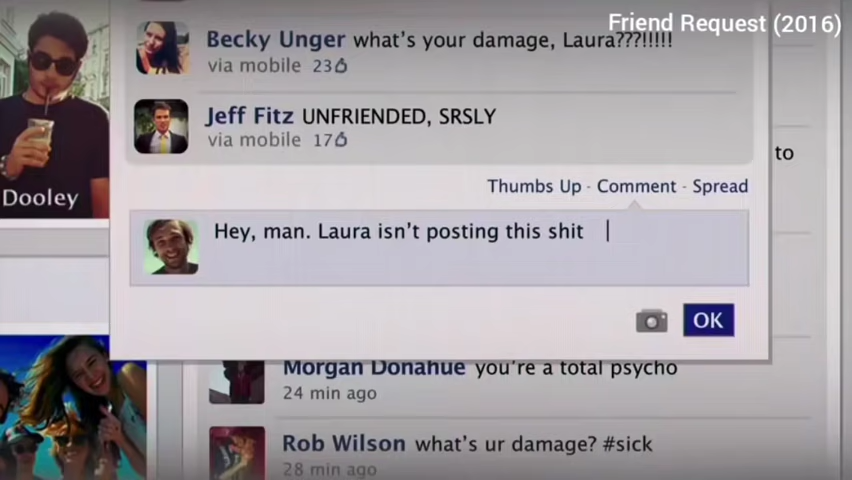 Friend Request (2016)
Becky Unger what's your damage, Laura???!!!!!
via mobile 23
Jeff Fitz UNFRIENDED, SRSLY
via mobile 17
to
Thumbs Up - Comment - Spread
Dooley
Hey, man. Laura isn't posting this shit
OK
Morgan Donahue you're a total psycho
24 min ago
Rob Wilson what's ur damage? #sick
28 min ago